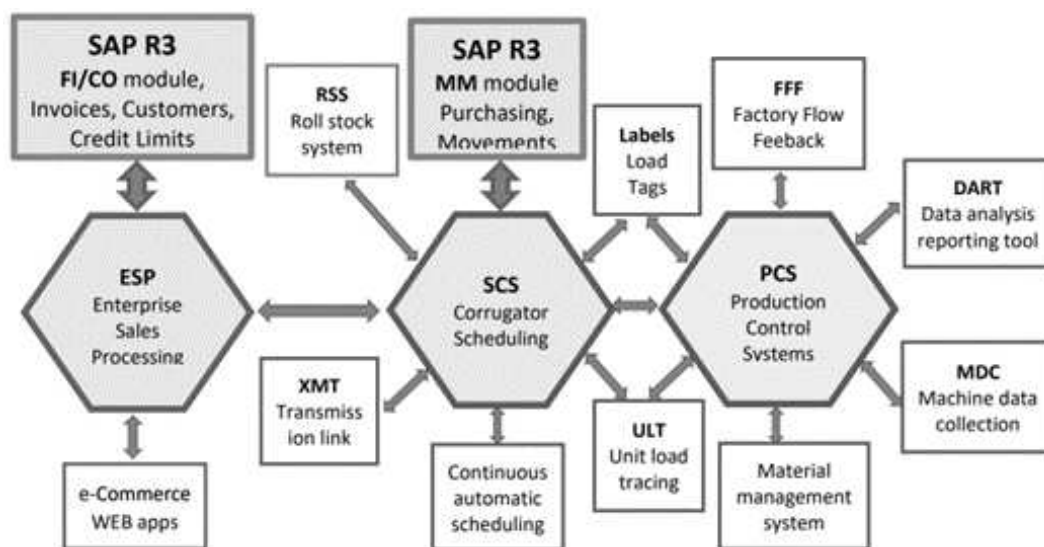 SAP R3
FI/CO module,
Invoices, Customers,
Credit Limits
RSS
Roll stock
system
SAP R3
MM module
Purchasing,
Movements
Labels
Load
Tags
FFF
Factory Flow
Feeback
DART
Data analysis
reporting tool
ESP
Enterprise
Sales
Processing
SCS
Corrugator
Scheduling
PCS
Production
Control
Systems
XMT
Transmiss
ion link
ULT
Unit load
tracing
MDC
Machine data
collection
e-Commerce
WEB apps
Continuous
automatic
scheduling
Material
management
system